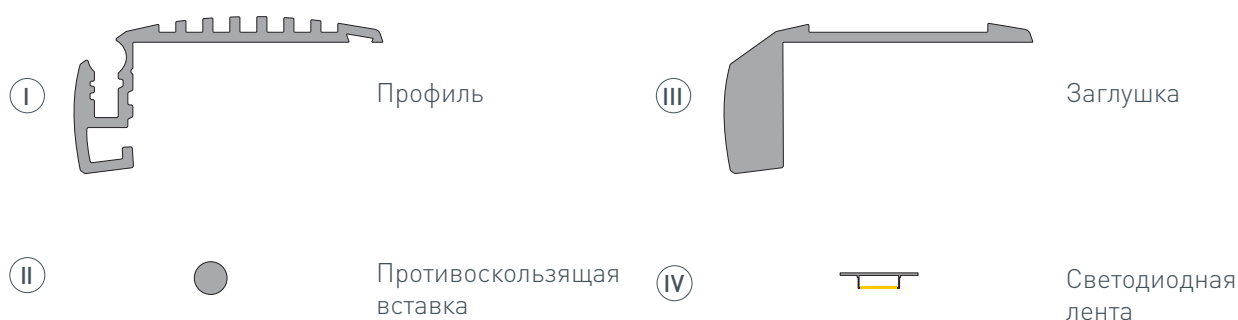 I
Профиль
III
Заглушка
II
Противоскользящая
вставка
IV
Светодиодная
лента